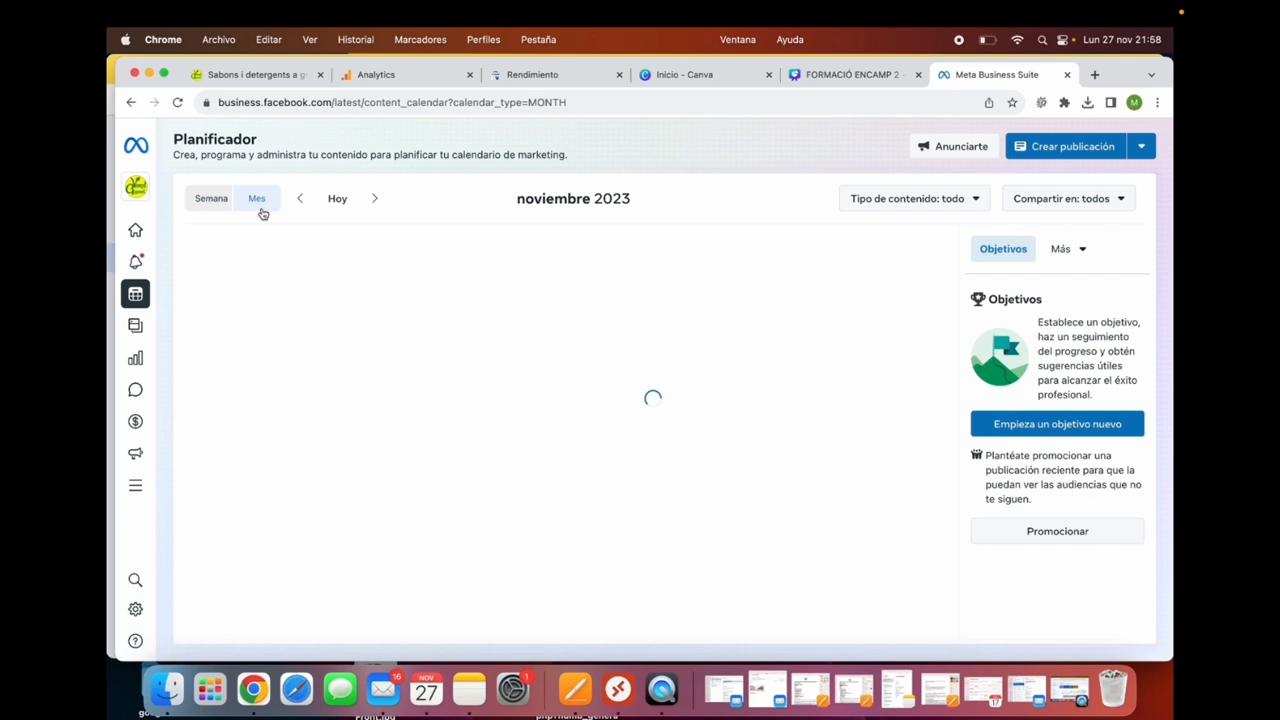 Chrome Archivo Editar Ver Historial Marcadores Perfiles Pestaña Ventana Ayuda Lun 27 nov 21:58
Sabons i detergents a g Analytics Rendimiento Inicio - Canva FORMACIÓ ENCAMP 2 - Meta Business Suite
business.facebook.com/latest/content_calendar?calendar_type=MONTH M
Planificador
Crea, programa y administra tu contenido para planificar tu calendario de marketing.
Anunciarte Crear publicación
Semana Mes Hoy noviembre 2023 Tipo de contenido: todo Compartir en: todos
Objetivos Más
Objetivos
Establece un objetivo,
haz un seguimiento
del progreso y obtén
sugerencias útiles
para alcanzar el éxito
profesional.
Empieza un objetivo nuevo
Plantéate promocionar una
publicación reciente para que la
puedan ver las audiencias que no
te siguen.
Promocionar
16
NOV
27
1
17